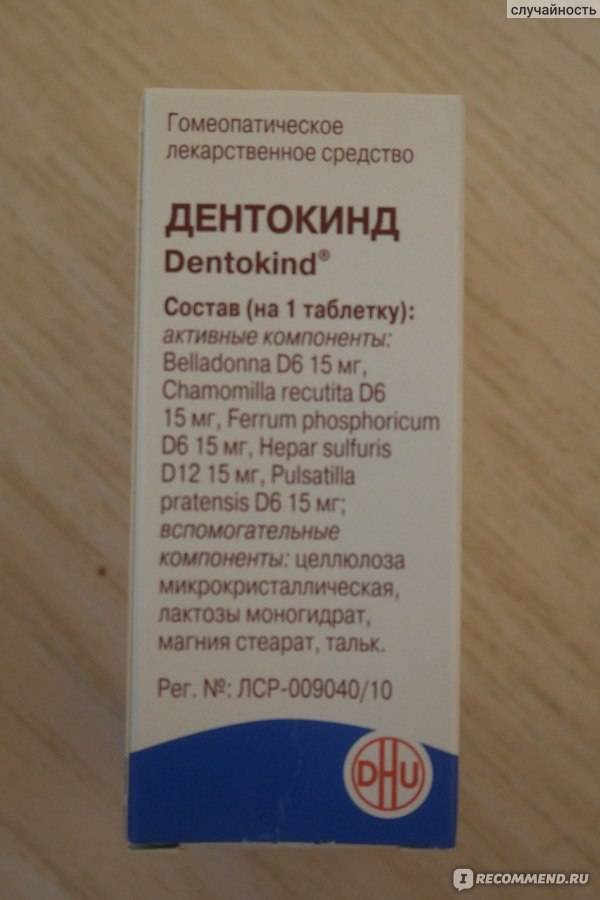 случайность
Гомеопатическое
лекарственное средство
ДЕНТОКИНД
Dentokind®
Состав (на 1 таблетку):
активные компоненты:
Belladonna D6 15 мг,
Chamomilla recutita D6
15 мг, Ferrum phosphoricum
D6 15 мг, Hepar sulfuris
D12 15 мг, Pulsatilla
pratensis D6 15 мг;
вспомогательные
компоненты: целлюлоза
микрокристаллическая,
лактозы моногидрат,
магния стеарат, тальк.
Рег. №: ЛСР-009040/10
DHU
IRECOMMEND.RU